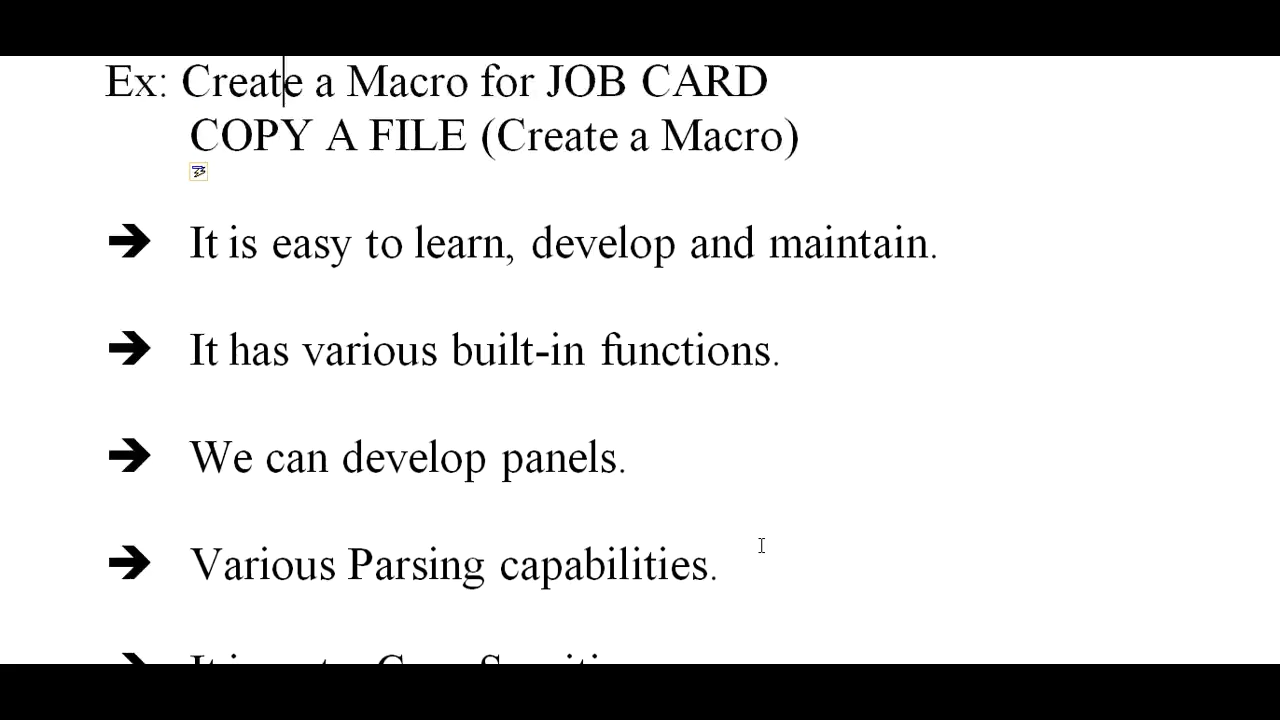 Ex: Create a Macro for JOB CARD
COPY A FILE (Create a Macro)
➔ It is easy to learn, develop and maintain.
➔ It has various built-in functions.
➔ We can develop panels.
➔ Various Parsing capabilities.